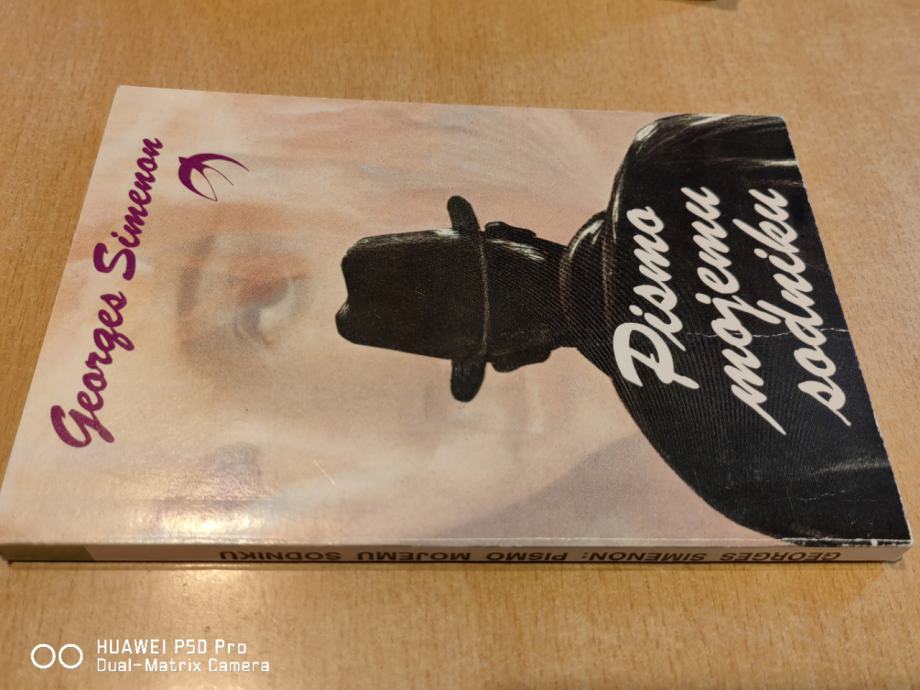 Georges Simenon
Pismo
mojemu
sodniku
GEORGES SIMENON: PISMO MOJEMU SODNIKU
HUAWEI P50 Pro
Dual-Matrix Camera